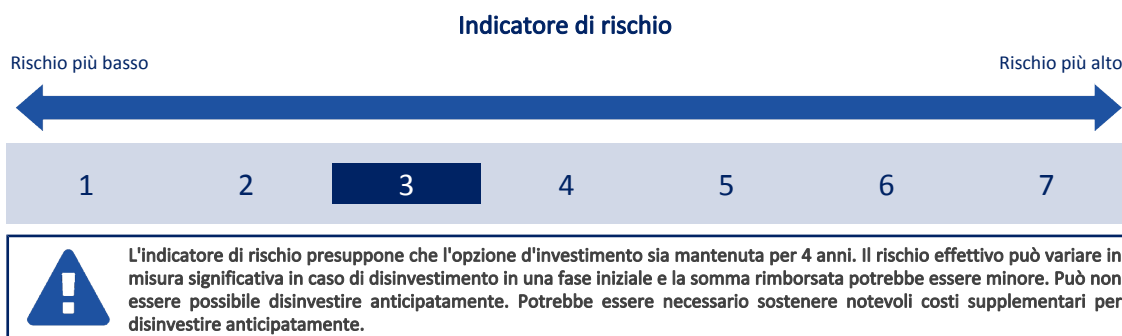 Indicatore di rischio
Rischio più basso
Rischio più alto
1 2 3 4 5 6 7
L'indicatore di rischio presuppone che l'opzione d'investimento sia mantenuta per 4 anni. Il rischio effettivo può variare in
misura significativa in caso di disinvestimento in una fase iniziale e la somma rimborsata potrebbe essere minore. Può non
essere possibile disinvestire anticipatamente. Potrebbe essere necessario sostenere notevoli costi supplementari per
disinvestire anticipatamente.